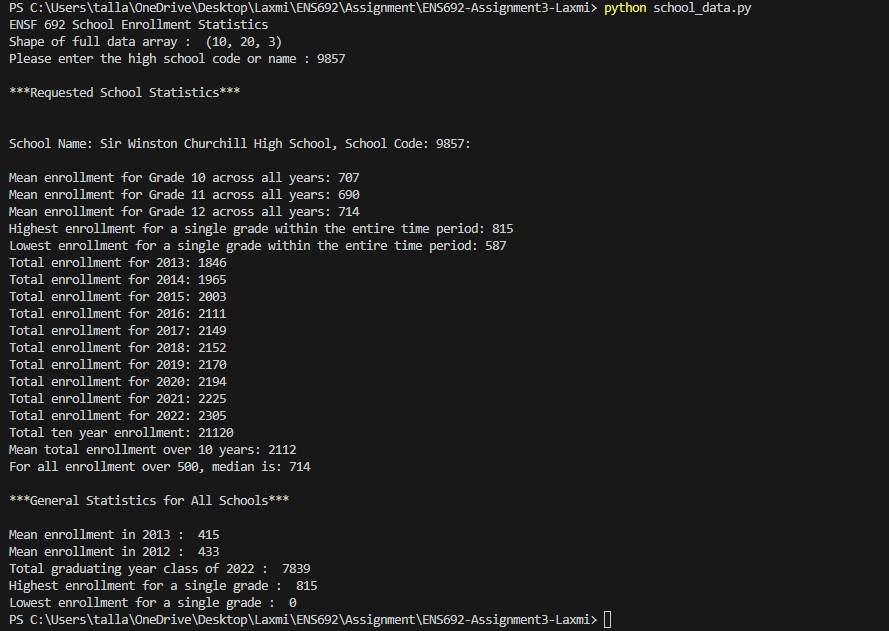 PS C:\Users\talla\OneDrive\Desktop\Laxmi\ENS692\Assignment\ENS692-Assignment3-Laxmi> python school_data.py
ENSF 692 School Enrollment Statistics
Shape of full data array :  (10, 20, 3)
Please enter the high school code or name : 9857
***Requested School Statistics***
School Name: Sir Winston Churchill High School, School Code: 9857:
Mean enrollment for Grade 10 across all years: 707
Mean enrollment for Grade 11 across all years: 690
Mean enrollment for Grade 12 across all years: 714
Highest enrollment for a single grade within the entire time period: 815
Lowest enrollment for a single grade within the entire time period: 587
Total enrollment for 2013: 1846
Total enrollment for 2014: 1965
Total enrollment for 2015: 2003
Total enrollment for 2016: 2111
Total enrollment for 2017: 2149
Total enrollment for 2018: 2152
Total enrollment for 2019: 2170
Total enrollment for 2020: 2194
Total enrollment for 2021: 2225
Total enrollment for 2022: 2305
Total ten year enrollment: 21120
Mean total enrollment over 10 years: 2112
For all enrollment over 500, median is: 714
***General Statistics for All Schools***
Mean enrollment in 2013 :  415
Mean enrollment in 2012 :  433
Total graduating year class of 2022 :  7839
Highest enrollment for a single grade :  815
Lowest enrollment for a single grade :  0
PS C:\Users\talla\OneDrive\Desktop\Laxmi\ENS692\Assignment\ENS692-Assignment3-Laxmi>